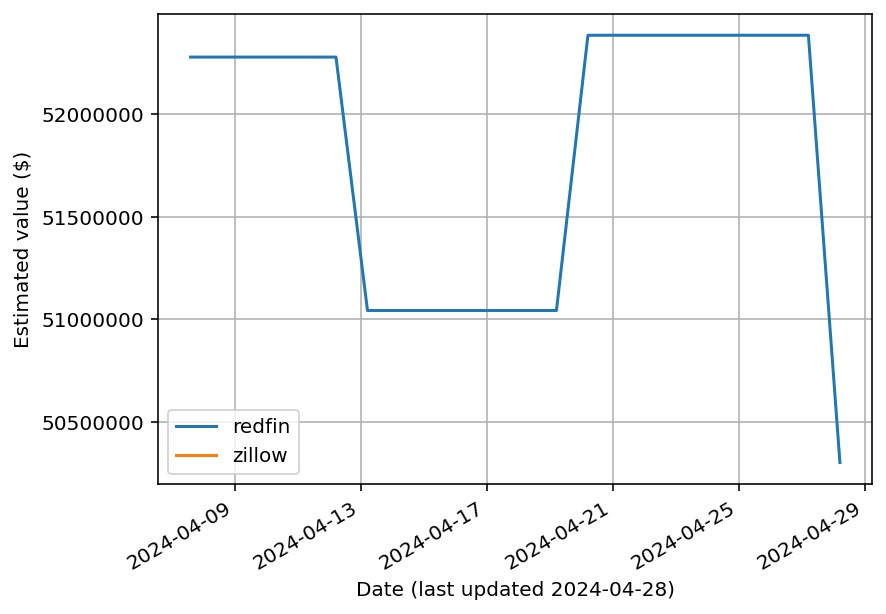 Estimated value ($)
52000000
51500000
51000000
50500000
redfin
zillow
2024-04-09
2024-04-13
2024-04-17
2024-04-21
2024-04-25
2024-04-29
Date (last updated 2024-04-28)